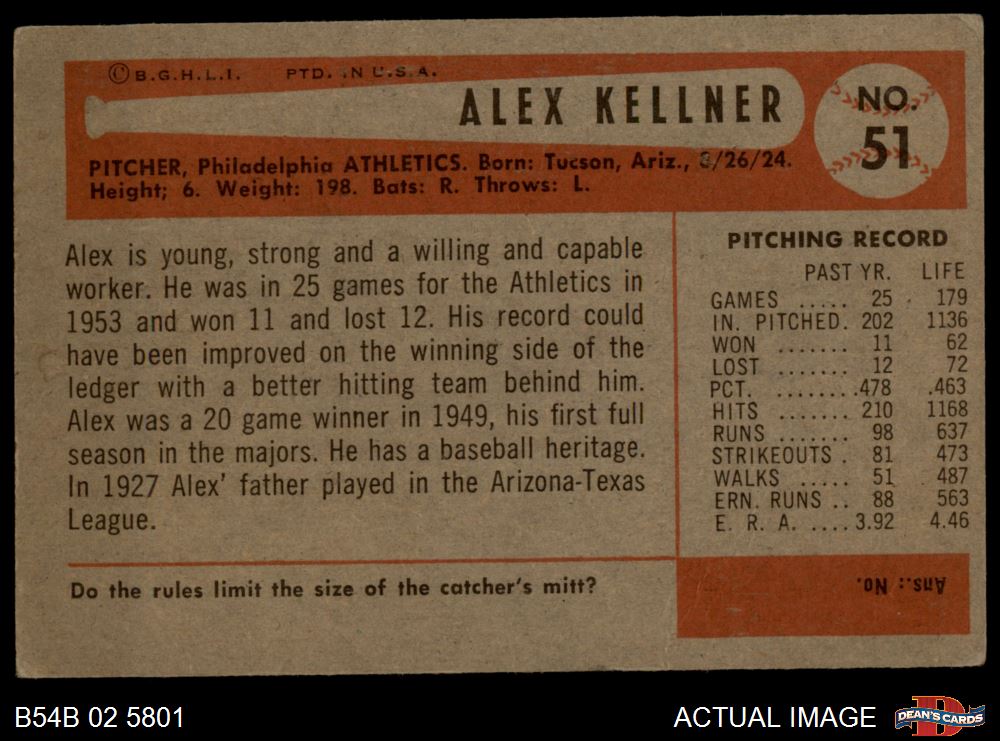 © B.G.H.L.I. PTD. IN U.S.A.
ALEX KELLNER
NO.
51
PITCHER, Philadelphia ATHLETICS. Born: Tucson, Ariz., 8/26/24.
Height; 6. Weight: 198. Bats: R. Throws: L.
Alex is young, strong and a willing and capable
worker. He was in 25 games for the Athletics in
1953 and won 11 and lost 12. His record could
have been improved on the winning side of the
ledger with a better hitting team behind him.
Alex was a 20 game winner in 1949, his first full
season in the majors. He has a baseball heritage.
In 1927 Alex' father played in the Arizona-Texas
League.
PITCHING RECORD
PAST YR. LIFE
GAMES ..... 25 179
IN. PITCHED. 202 1136
WON ....... 11 62
LOST ....... 12 72
PCT. ........478 .463
HITS ....... 210 1168
RUNS ....... 98 637
STRIKEOUTS . 81 473
WALKS ..... 51 487
ERN. RUNS .. 88 563
E. R. A. ....3.92 4.46
Do the rules limit the size of the catcher's mitt?
Ans.: No.
B54B 02 5801
ACTUAL IMAGE
D
DEAN'S CARDS